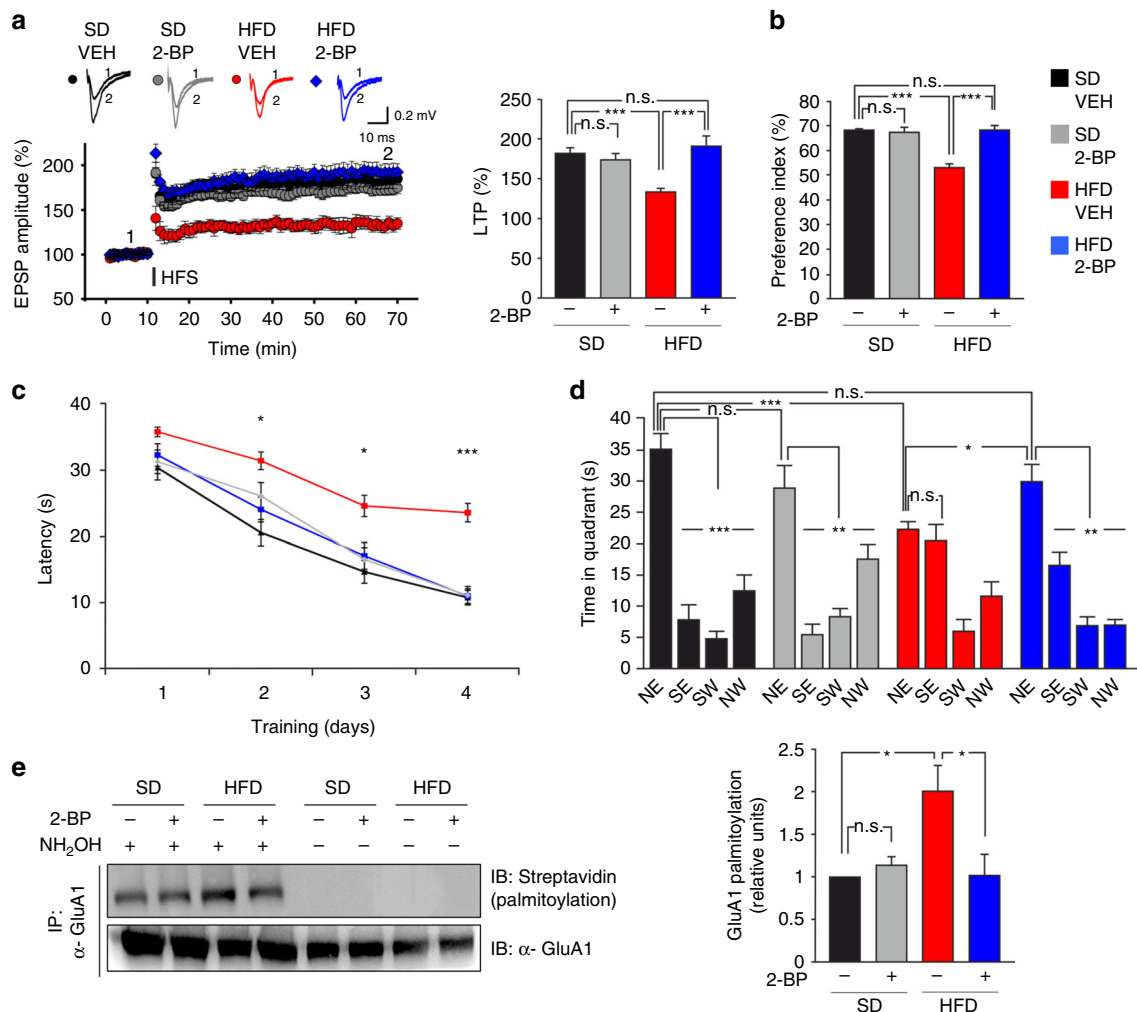 a
SD VEH
SD 2-BP
HFD VEH
HFD 2-BP
1
2
1
2
1
2
1
2
0.2 mV
10 ms
EPSP amplitude (%)
200
150
100
50
1
2
HFS
0 10 20 30 40 50 60 70
Time (min)
LTP (%)
250
200
150
100
50
0
n.s.
*** ***
n.s.
2-BP − + − +
SD HFD
b
Preference index (%)
80
70
60
50
40
30
20
10
0
n.s.
*** ***
n.s.
2-BP − + − +
SD HFD
SD VEH
SD 2-BP
HFD VEH
HFD 2-BP
c
Latency (s)
40
30
20
10
0
* * ***
1 2 3 4
Training (days)
d
Time in quadrant (s)
40
35
30
25
20
15
10
5
0
n.s.
***
n.s.
*
n.s.
*** ** **
NE SE SW NW NE SE SW NW NE SE SW NW NE SE SW NW
e
SD HFD SD HFD
2-BP − + − + − + − +
NH2OH + + + + − − − −
IP: α- GluA1
IB: Streptavidin (palmitoylation)
IB: α- GluA1
GluA1 palmitoylation (relative units)
2.5
2
1.5
1
0.5
0
* *
n.s.
2-BP − + − +
SD HFD